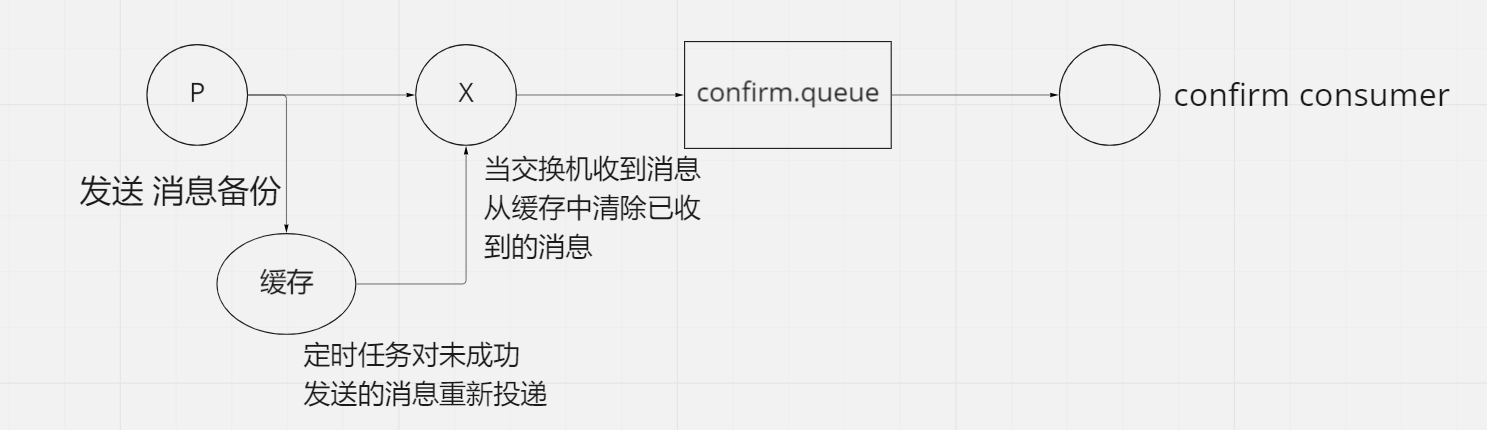 P
X
confirm.queue
confirm consumer
发送 消息备份
当交换机收到消息
从缓存中清除已收
到的消息
缓存
定时任务对未成功
发送的消息重新投递